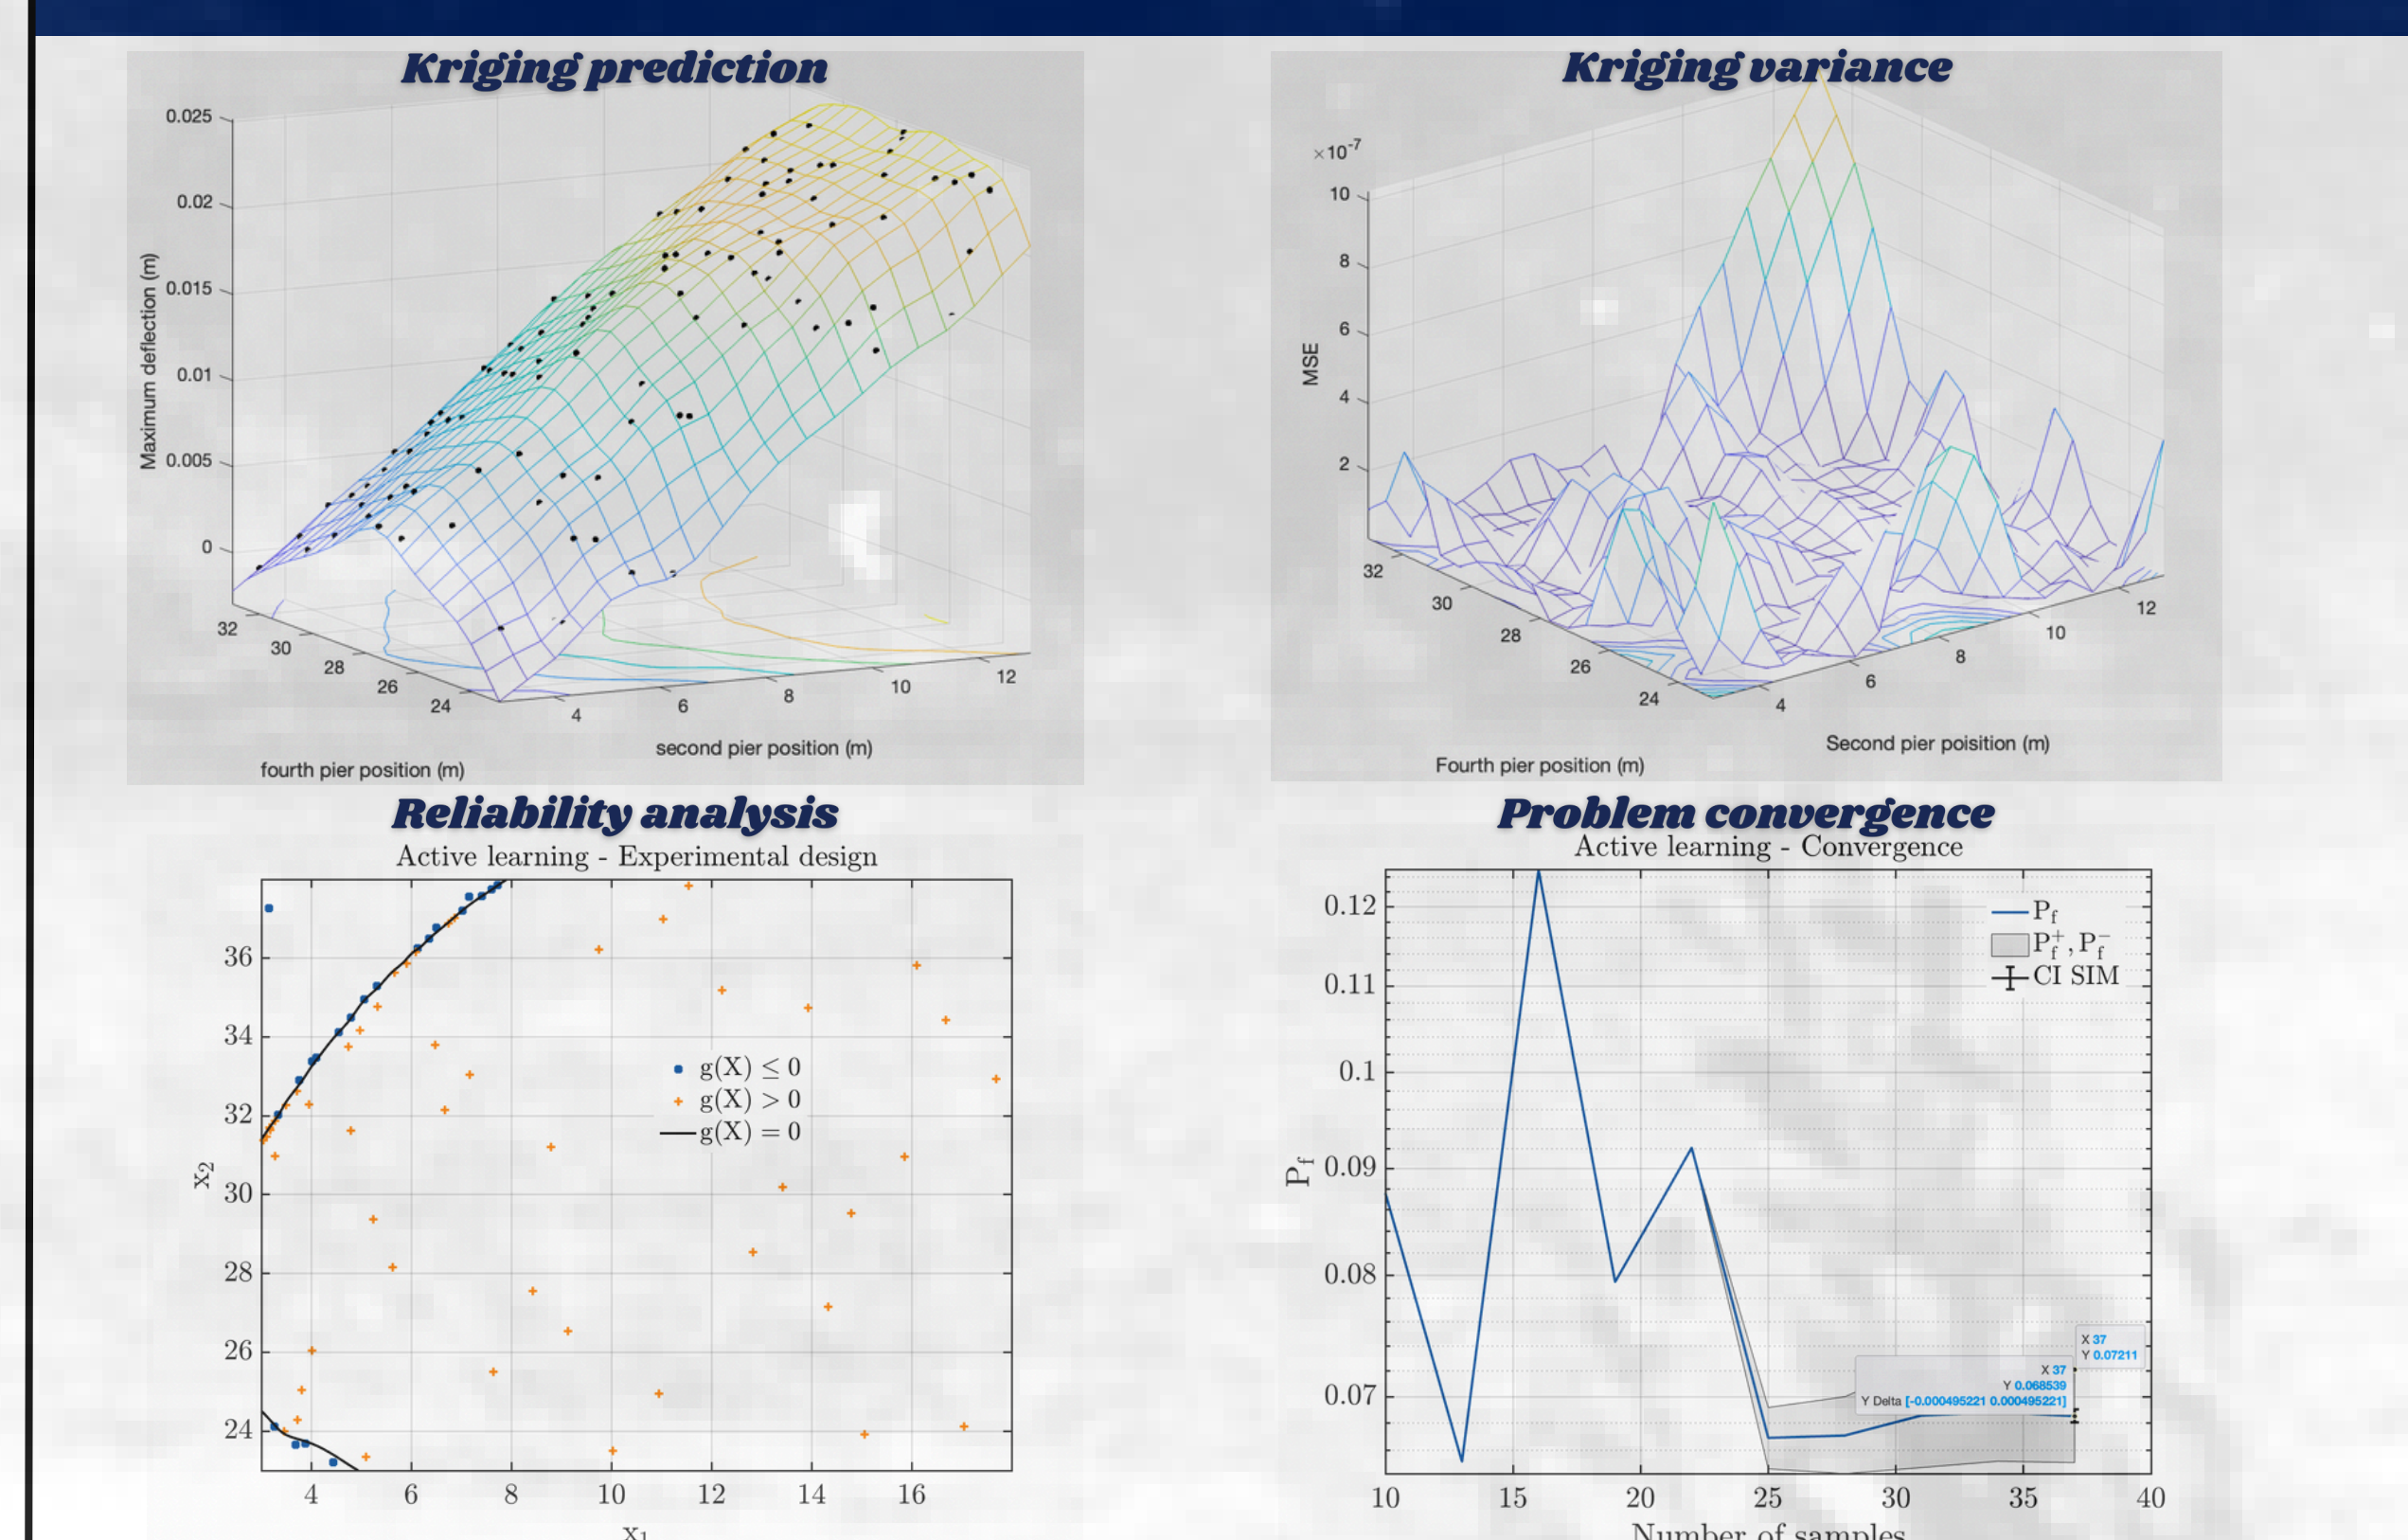 Kriging prediction
0.025
0.02
0.015
0.01
0.005
0
Maximum deflection (m)
32
30
28
26
24
4
6
8
10
12
second pier position (m)
fourth pier position (m)
Kriging variance
×10-7
10
8
6
4
2
MSE
32
30
28
26
24
4
6
8
10
12
Second pier poisition (m)
Fourth pier position (m)
Reliability analysis
Active learning - Experimental design
36
34
32
30
28
26
24
x2
g(X) ≤ 0
g(X) > 0
g(X) = 0
4 6 8 10 12 14 16
x1
Problem convergence
Active learning - Convergence
0.12
0.11
0.1
0.09
0.08
0.07
Pf
Pf
Pf+, Pf−
CI SIM
X 37
Y 0.07211
X 37
Y 0.068539
Y Delta [-0.000495221 0.000495221]
10 15 20 25 30 35 40
Number of samples